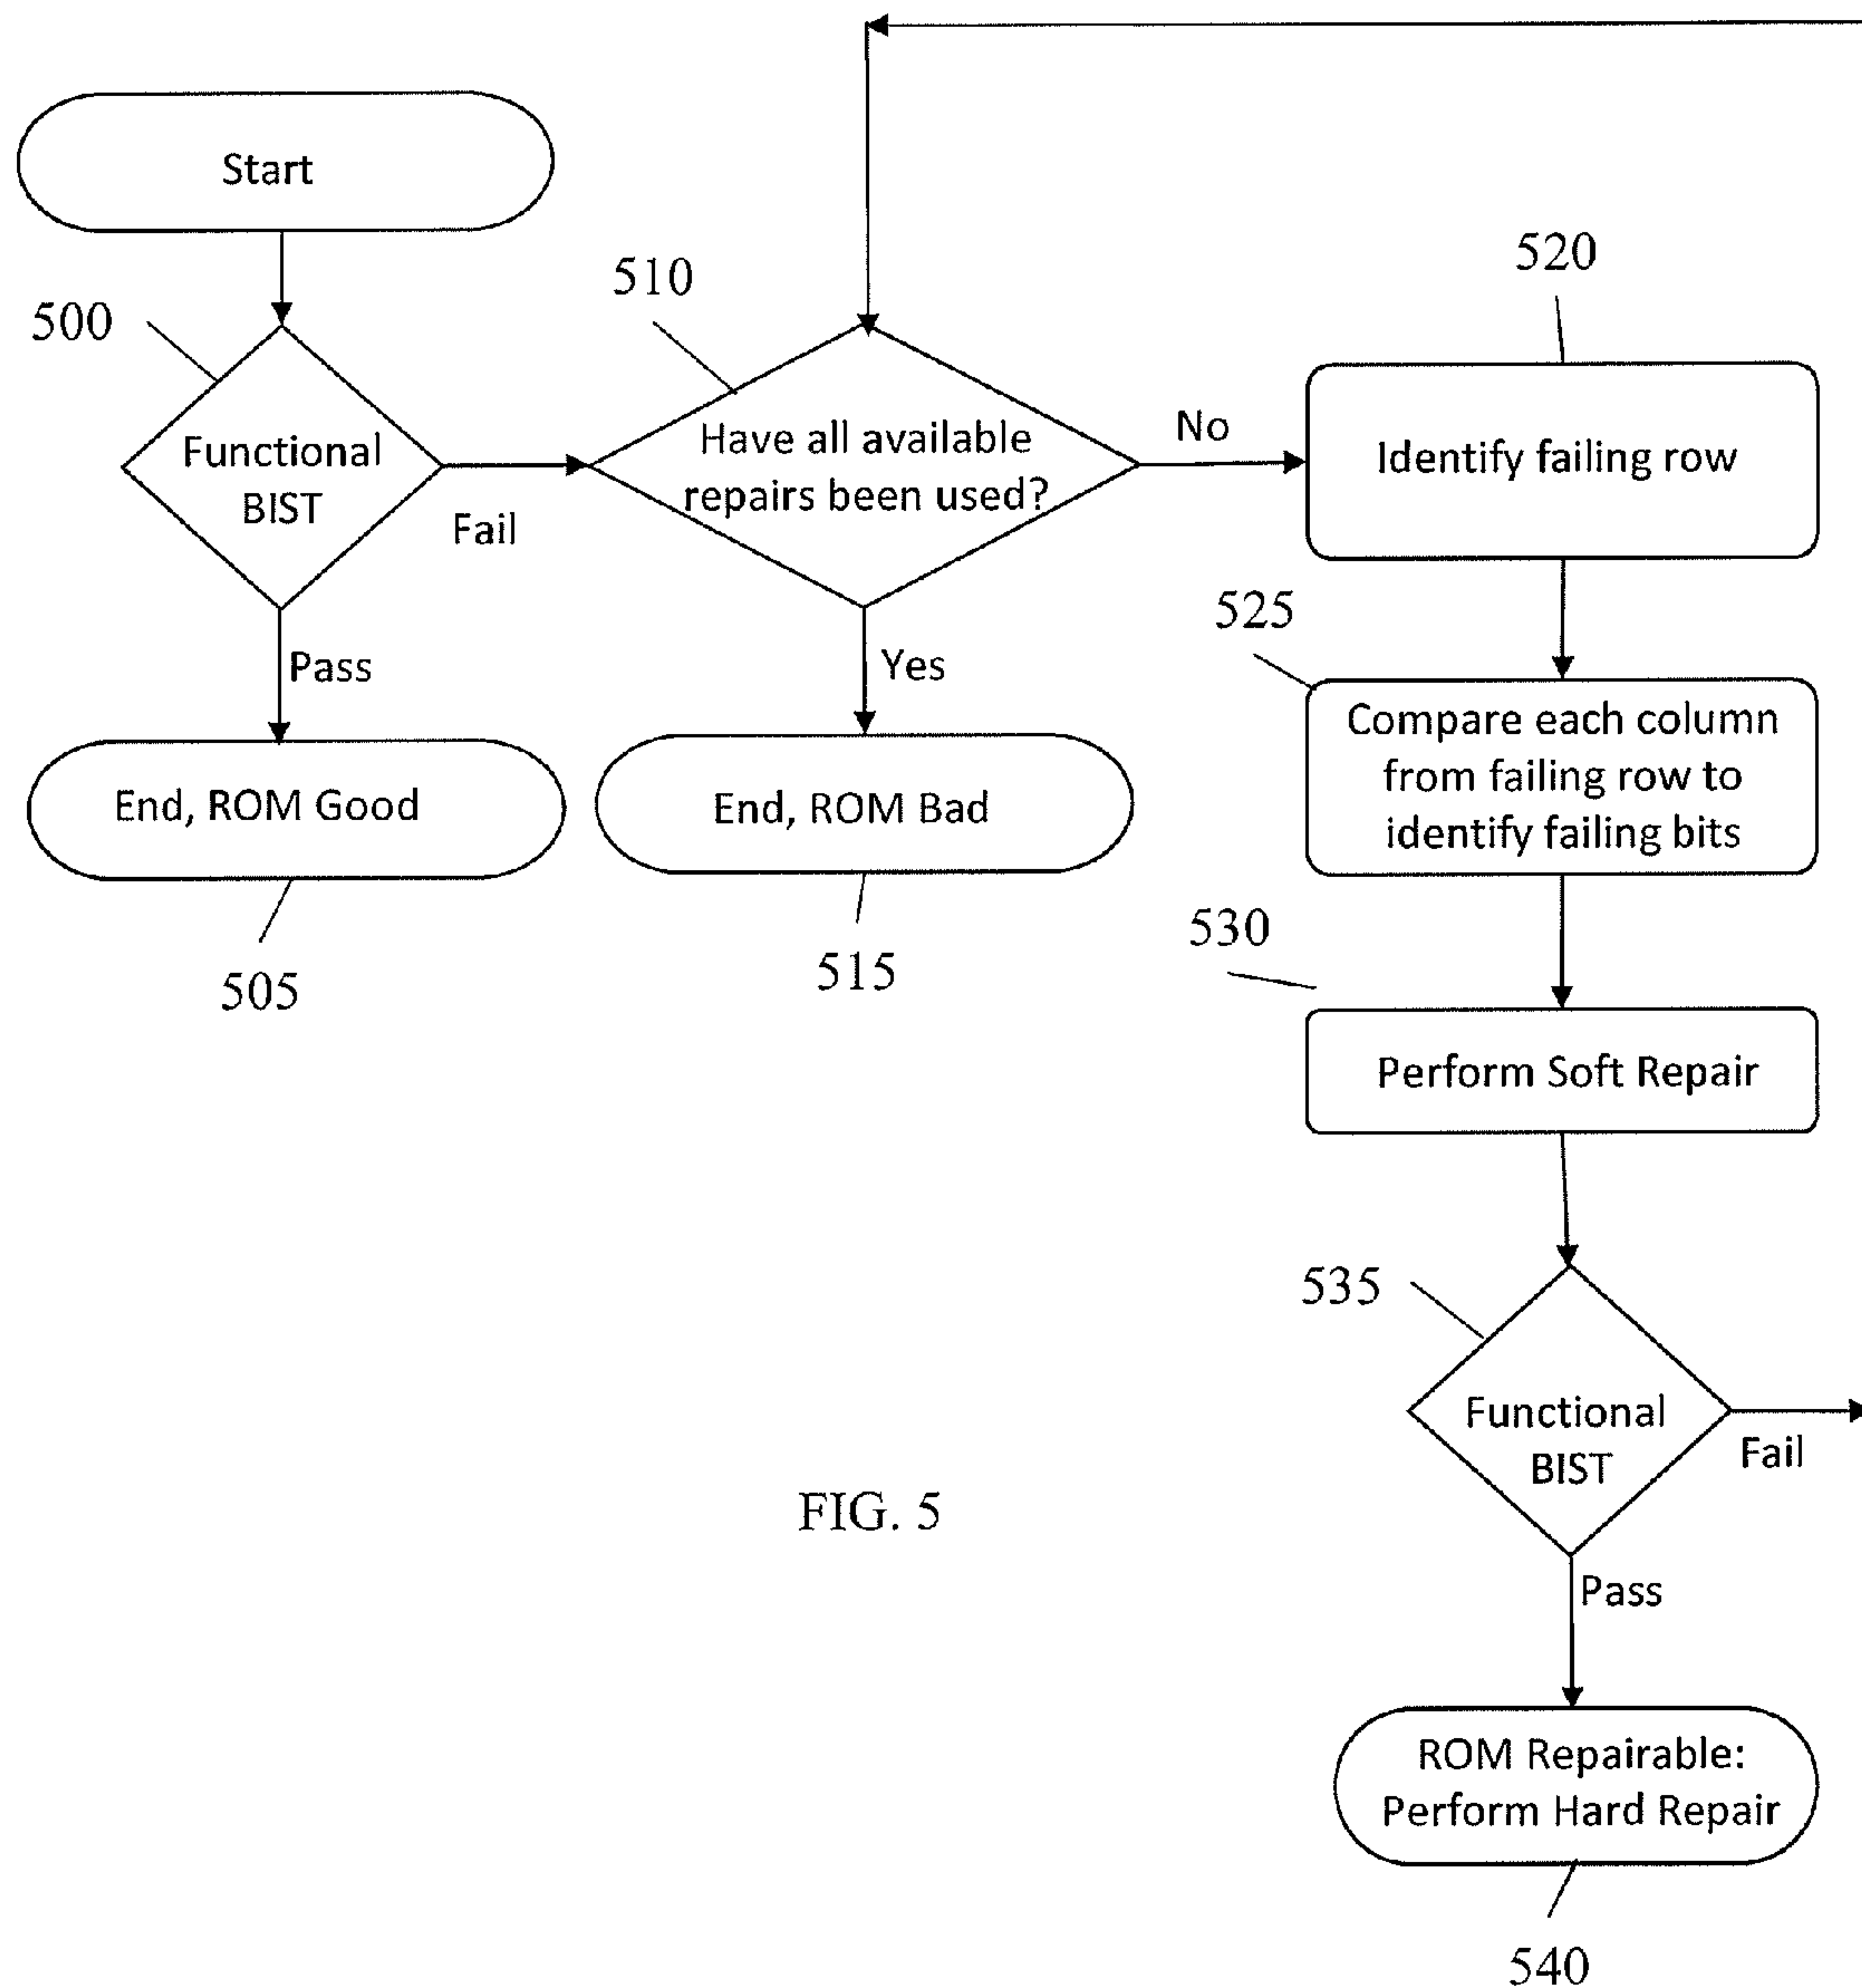 Start
500
Functional
BIST
Fail
Pass
End, ROM Good
505
510
Have all available
repairs been used?
No
Yes
End, ROM Bad
515
520
Identify failing row
525
Compare each column
from failing row to
identify failing bits
530
Perform Soft Repair
535
Functional
BIST
Fail
Pass
ROM Repairable:
Perform Hard Repair
540
FIG. 5